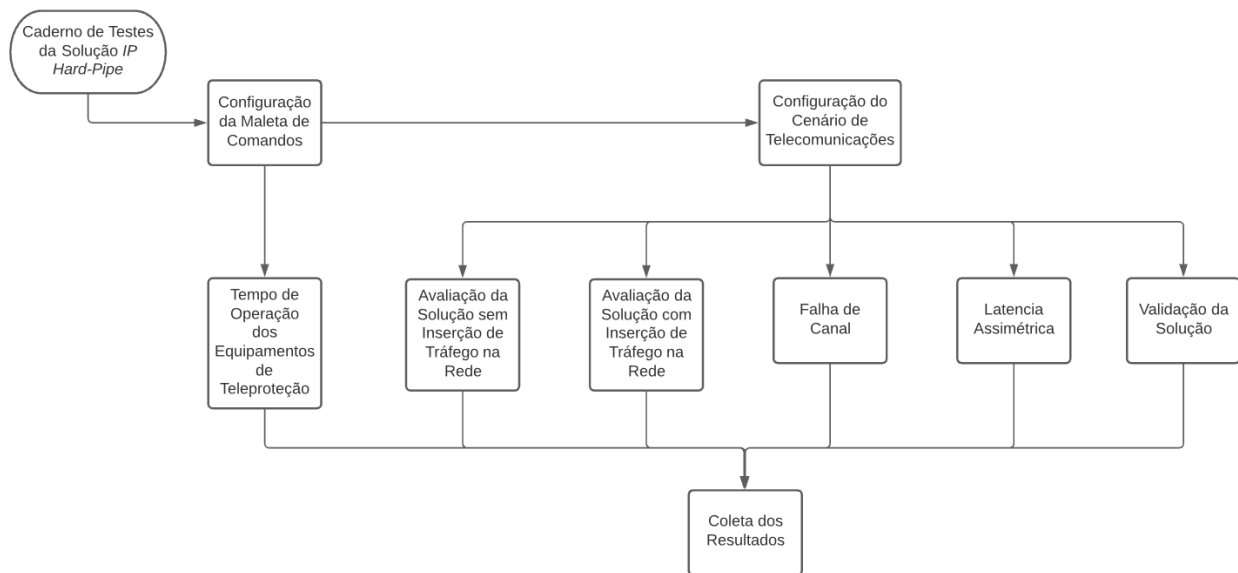 Caderno de Testes
da Solução IP
Hard-Pipe
Configuração
da Maleta de
Comandos
Configuração do
Cenário de
Telecomunicações
Tempo de
Operação
dos
Equipamentos
de
Teleproteção
Avaliação da
Solução sem
Inserção de
Tráfego na
Rede
Avaliação da
Solução com
Inserção de
Tráfego na
Rede
Falha de
Canal
Latencia
Assimétrica
Validação da
Solução
Coleta dos
Resultados